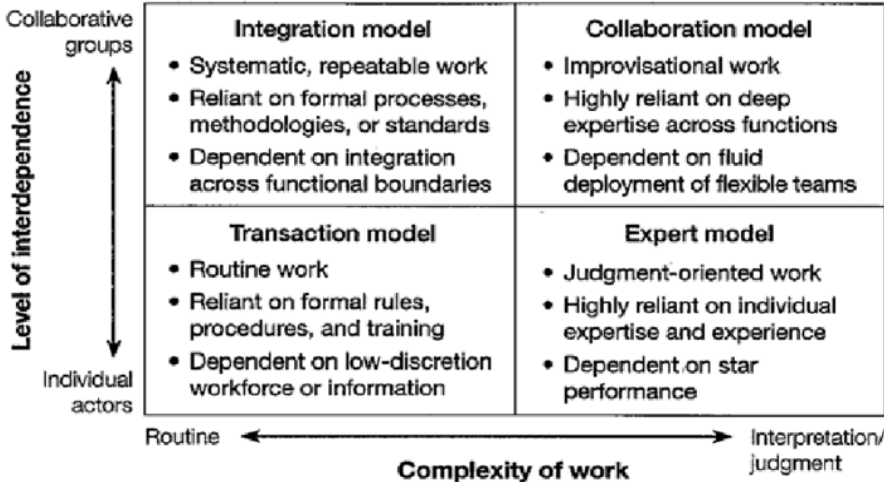 Collaborative
groups
Level of interdependence
Individual
actors
Integration model
• Systematic, repeatable work
• Reliant on formal processes,
methodologies, or standards
• Dependent on integration
across functional boundaries
Collaboration model
• Improvisational work
• Highly reliant on deep
expertise across functions
• Dependent on fluid
deployment of flexible teams
Transaction model
• Routine work
• Reliant on formal rules,
procedures, and training
• Dependent on low-discretion
workforce or information
Expert model
• Judgment-oriented work
• Highly reliant on individual
expertise and experience
• Dependent on star
performance
Routine
Interpretation/
judgment
Complexity of work